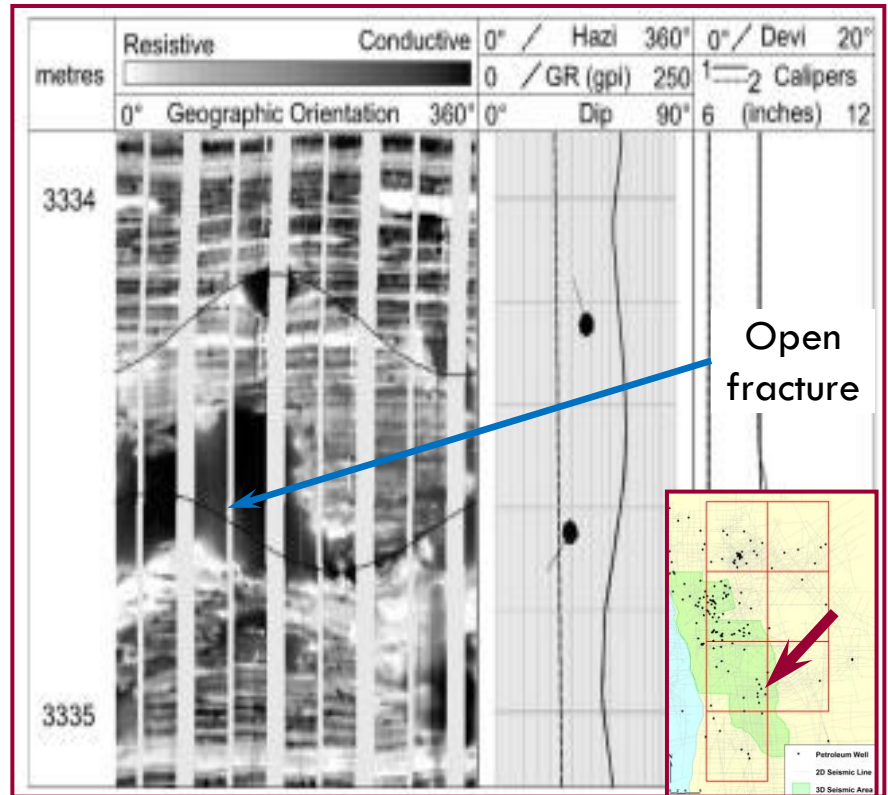 Resistive Conductive
metres
0° Geographic Orientation 360°
0° / Hazi 360°
0 / GR (gpi) 250
0° Dip 90°
0° / Devi 20°
1 2 Calipers
6 (inches) 12
3334
3335
Open
fracture
Petroleum Well
2D Seismic Line
3D Seismic Area